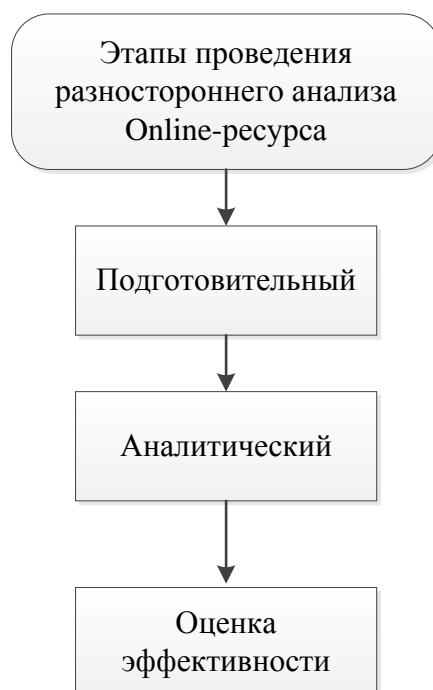 Этапы проведения
разностороннего анализа
Online-ресурса
Подготовительный
Аналитический
Оценка
эффективности